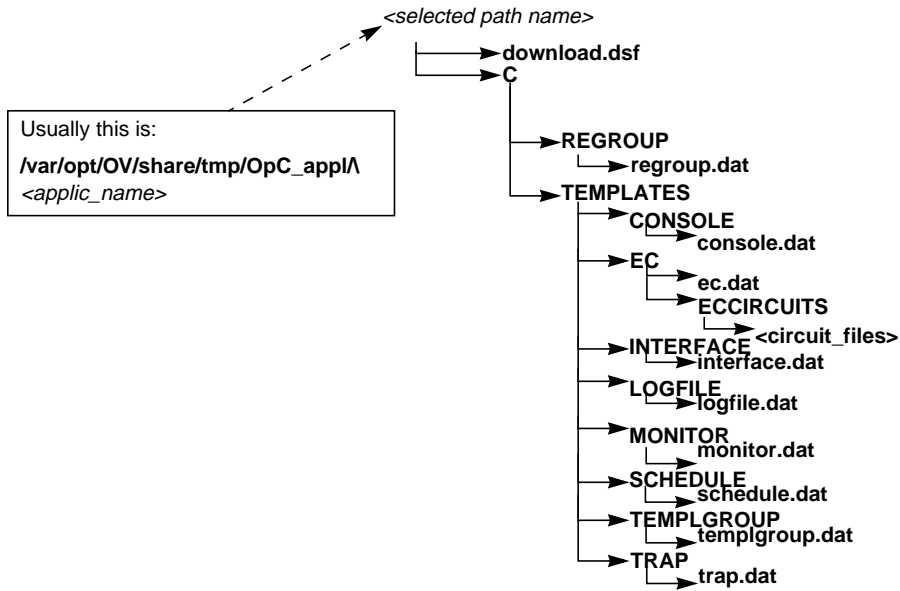 <selected path name>
download.dsf
C
Usually this is:
/var/opt/OV/share/tmp/OpC_appl/\
<applic_name>
REGROUP
regroup.dat
TEMPLATES
CONSOLE
console.dat
EC
ec.dat
ECCIRCUITS
<circuit_files>
INTERFACE
interface.dat
LOGFILE
logfile.dat
MONITOR
monitor.dat
SCHEDULE
schedule.dat
TEMPLGROUP
templgroup.dat
TRAP
trap.dat